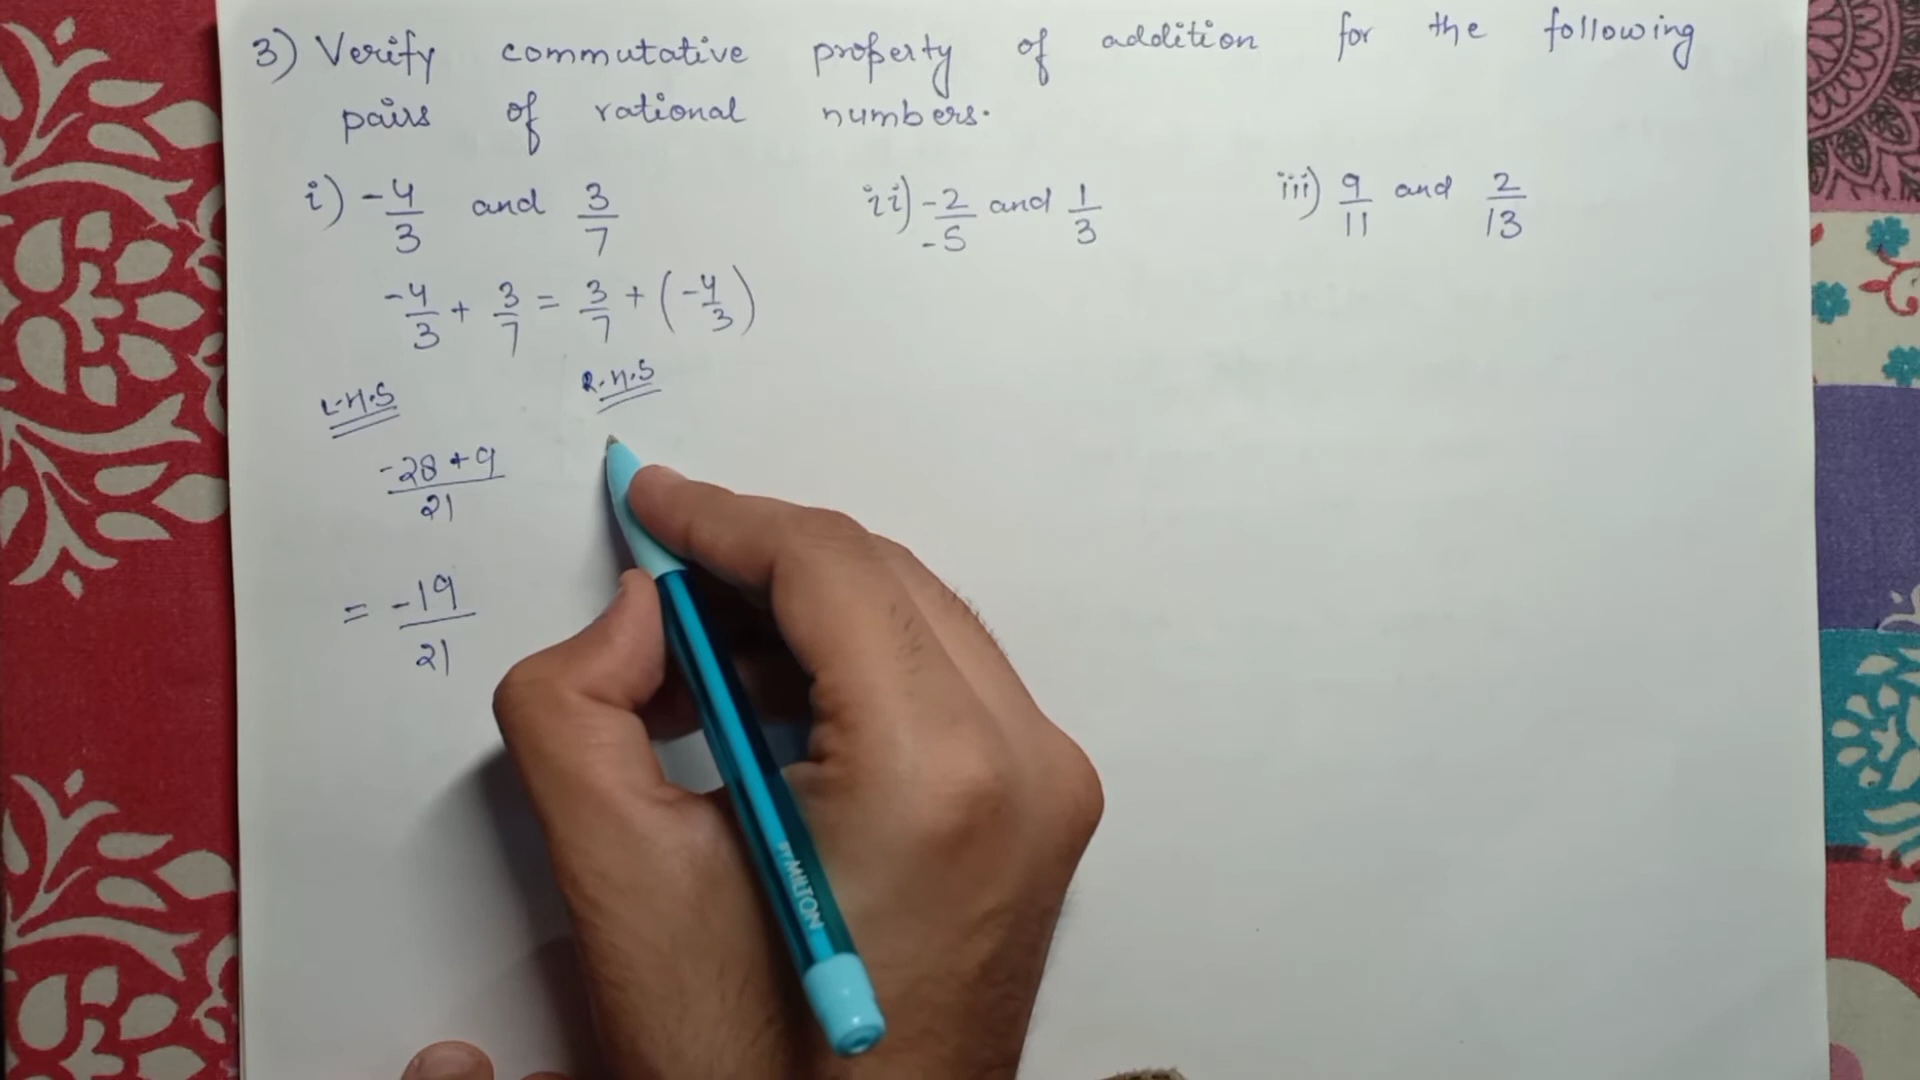 3) Verify commutative property of addition for the following
pairs of rational numbers.
i) -4/3 and 3/7 ii) -2/-5 and 1/3 iii) 9/11 and 2/13
-4/3 + 3/7 = 3/7 + (-4/3)
L.H.S R.H.S
-28+9/21
= -19/21
BY MILTON